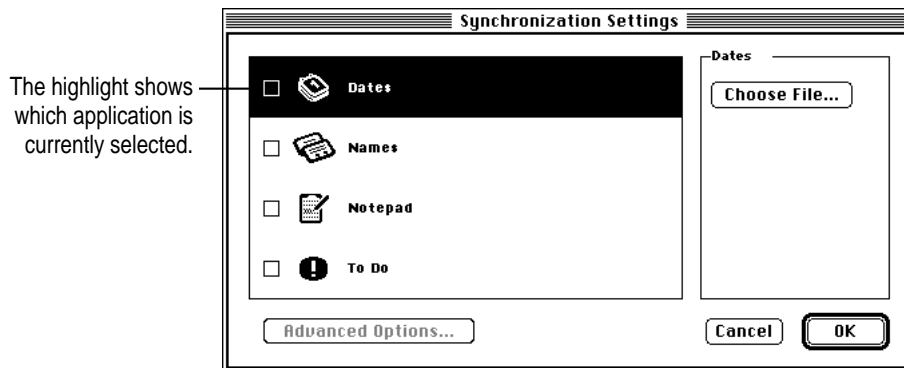 Synchronization Settings
The highlight shows
which application is
currently selected.
Dates
Names
Notepad
To Do
Dates
Choose File...
Advanced Options...
Cancel
OK